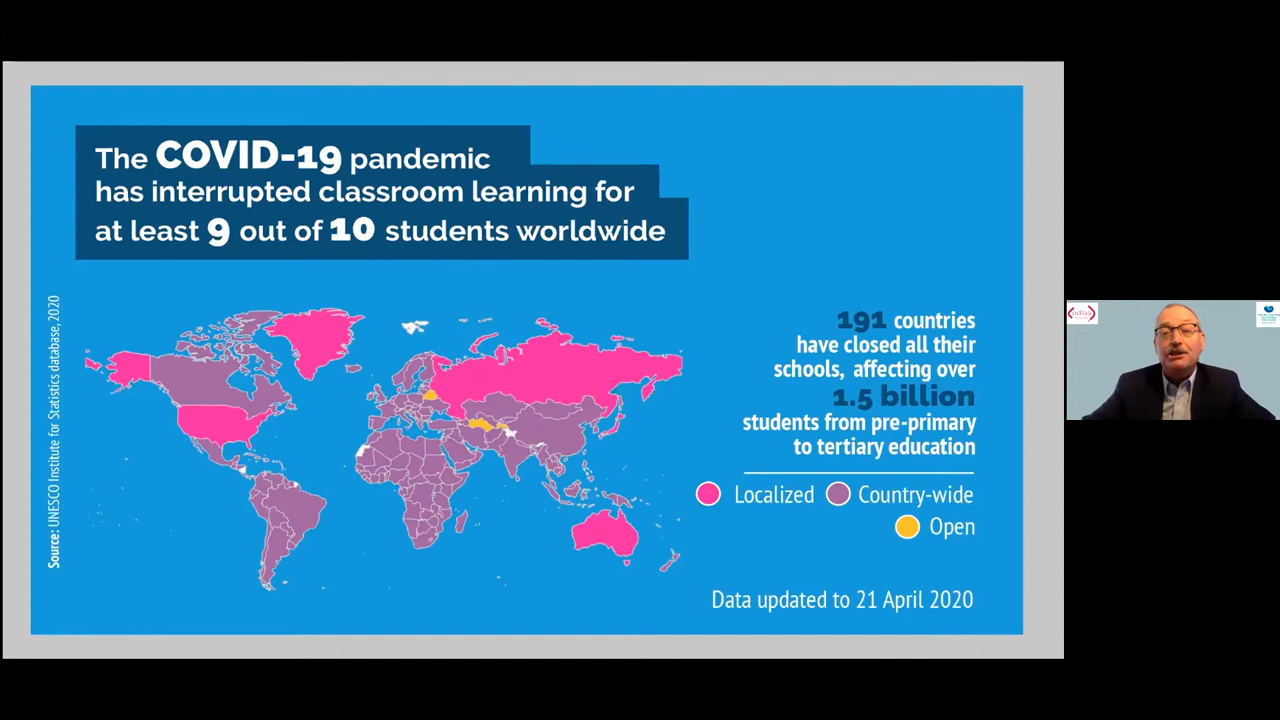 The COVID-19 pandemic
has interrupted classroom learning for
at least 9 out of 10 students worldwide
Source: UNESCO Institute for Statistics database, 2020
191 countries
have closed all their
schools, affecting over
1.5 billion
students from pre-primary
to tertiary education
Localized
Country-wide
Open
Data updated to 21 April 2020
odiaa